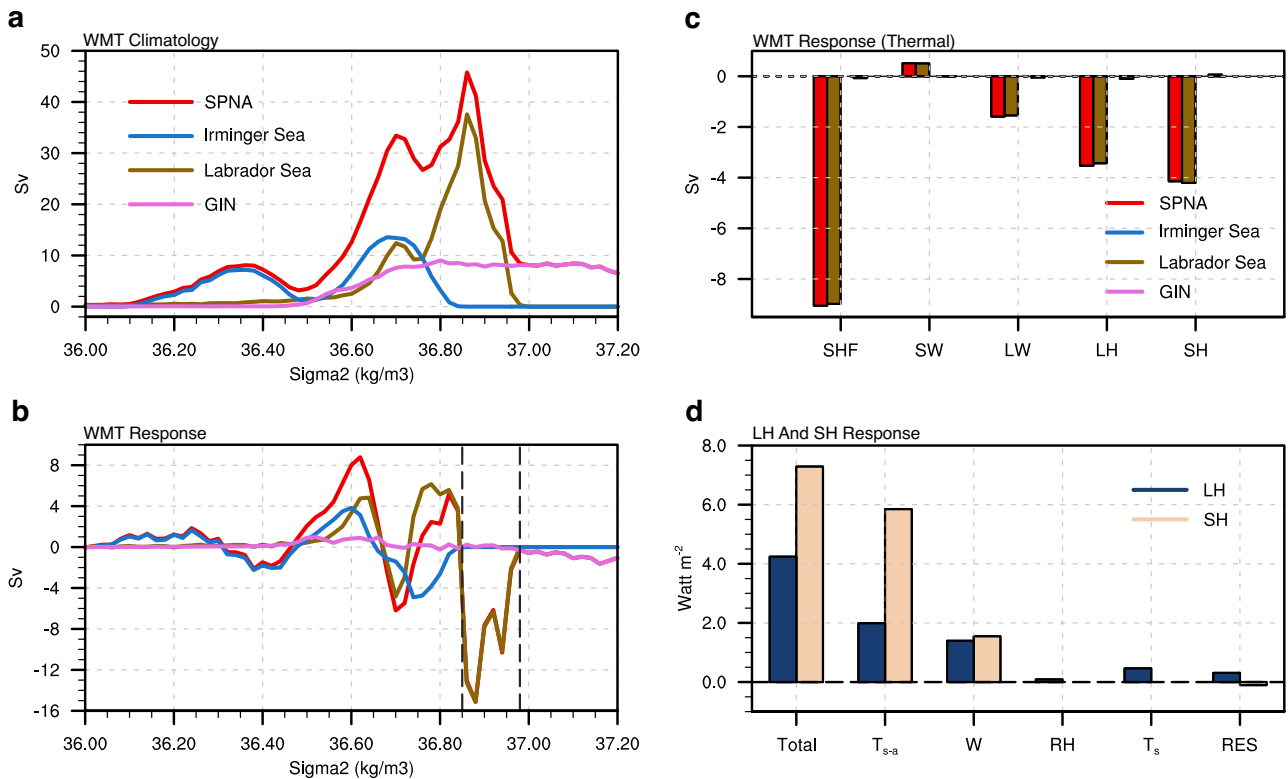 a
WMT Climatology
50
40
30
20
10
0
Sv
SPNA
Irminger Sea
Labrador Sea
GIN
36.00 36.20 36.40 36.60 36.80 37.00 37.20
Sigma2 (kg/m3)
b
WMT Response
8
4
0
-4
-8
-12
-16
Sv
36.00 36.20 36.40 36.60 36.80 37.00 37.20
Sigma2 (kg/m3)
c
WMT Response (Thermal)
0
-2
-4
-6
-8
Sv
SPNA
Irminger Sea
Labrador Sea
GIN
SHF SW LW LH SH
d
LH And SH Response
8.0
6.0
4.0
2.0
0.0
Watt m⁻²
LH
SH
Total Tₛ₋ₐ W RH Tₛ RES